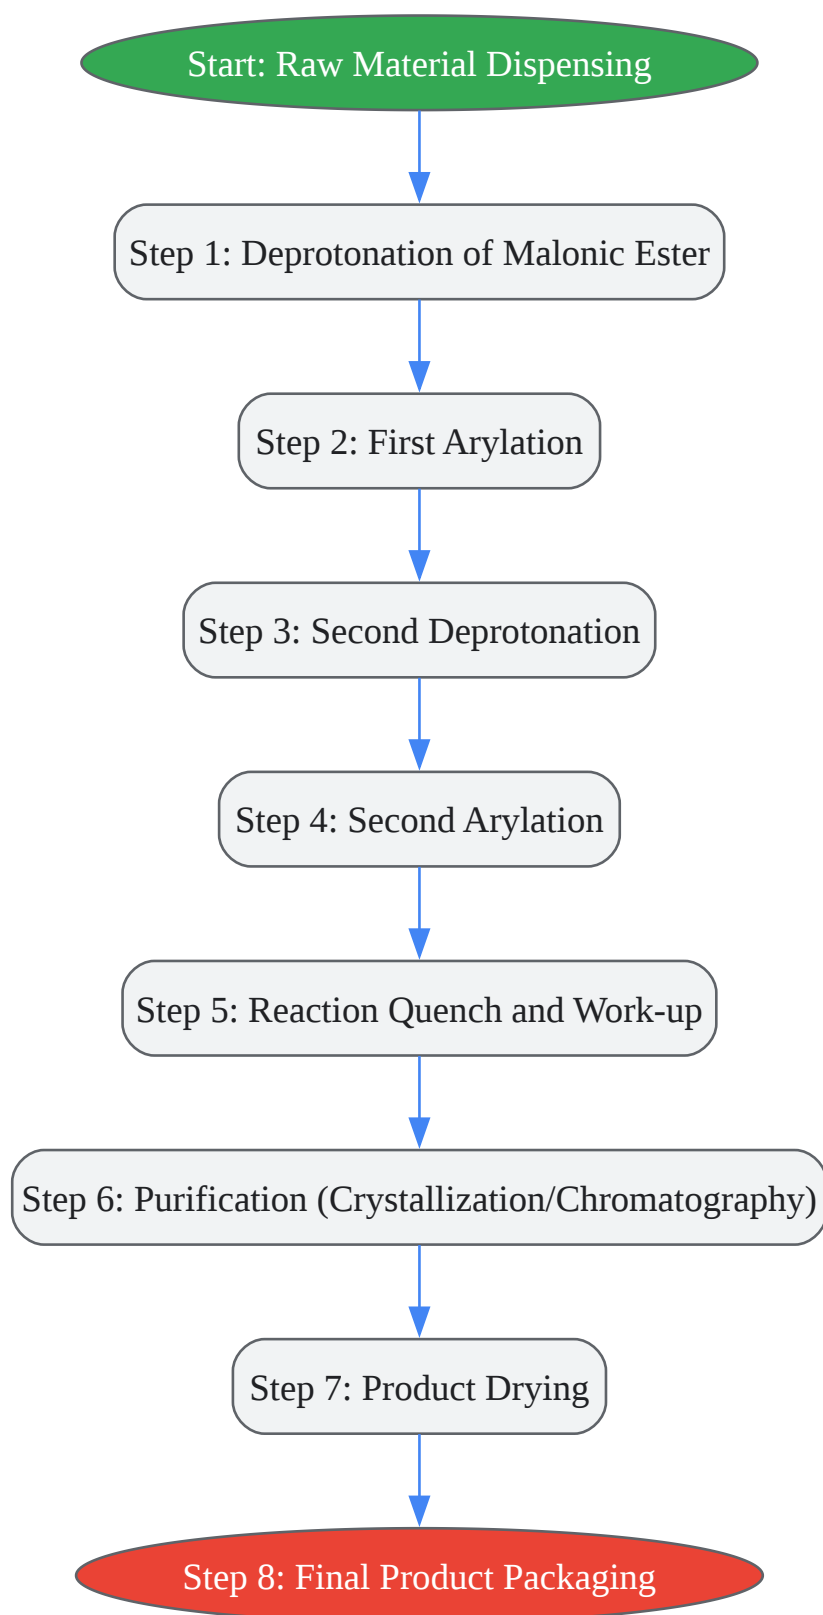 Start: Raw Material Dispensing
Step 1: Deprotonation of Malonic Ester
Step 2: First Arylation
Step 3: Second Deprotonation
Step 4: Second Arylation
Step 5: Reaction Quench and Work-up
Step 6: Purification (Crystallization/Chromatography)
Step 7: Product Drying
Step 8: Final Product Packaging